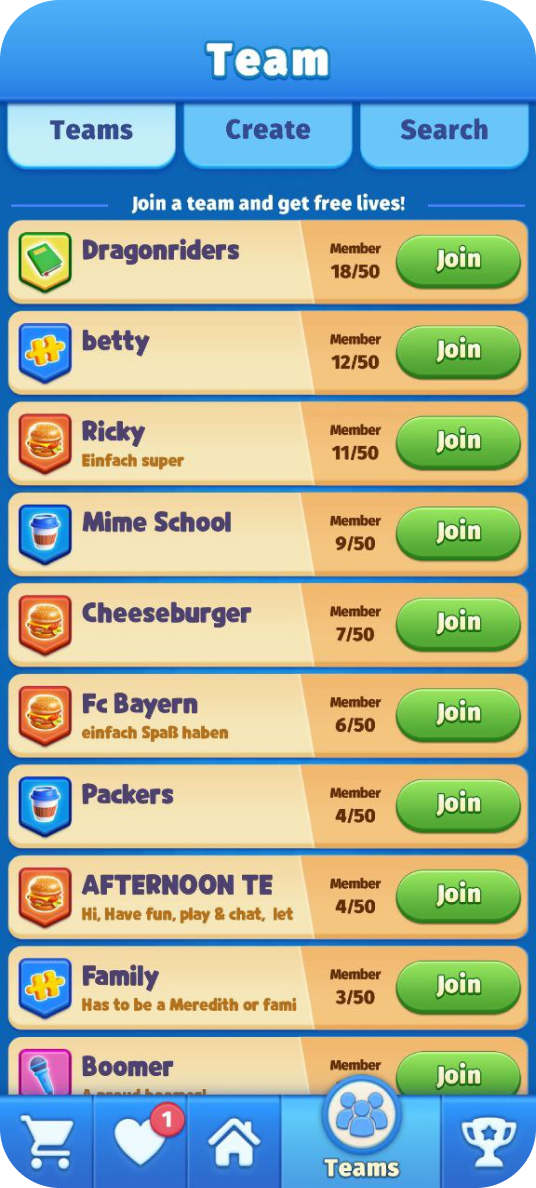 Team
Teams
Create
Search
Join a team and get free lives!
Dragonriders
Member
18/50
Join
betty
Member
12/50
Join
Ricky
Einfach super
Member
11/50
Join
Mime School
Member
9/50
Join
Cheeseburger
Member
7/50
Join
Fc Bayern
einfach Spaß haben
Member
6/50
Join
Packers
Member
4/50
Join
AFTERNOON TE
Hi, Have fun, play & chat, let
Member
4/50
Join
Family
Has to be a Meredith or fami
Member
3/50
Join
Boomer
A proud boomer!
Member
Join
1
Teams